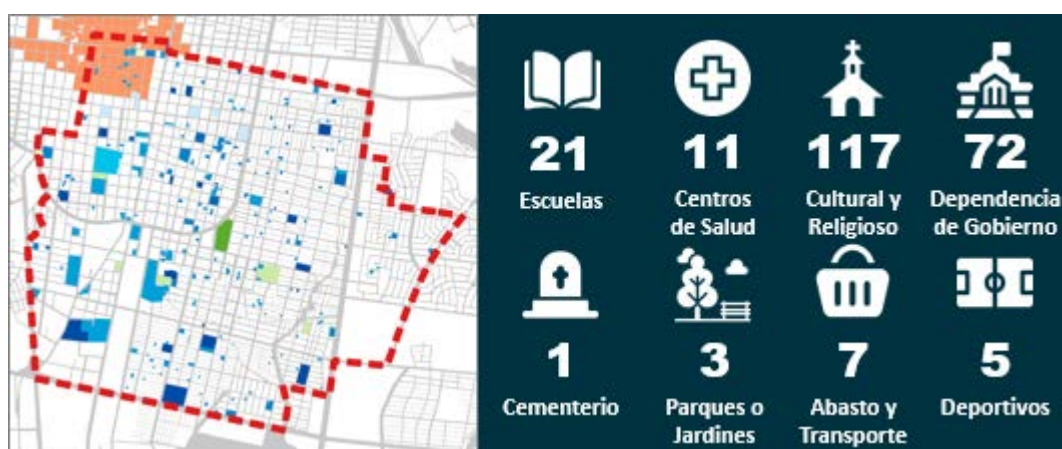 21
Escuelas
11
Centros
de Salud
117
Cultural y
Religioso
72
Dependencia
de Gobierno
1
Cementerio
3
Parques o
Jardines
7
Abasto y
Transporte
5
Deportivos